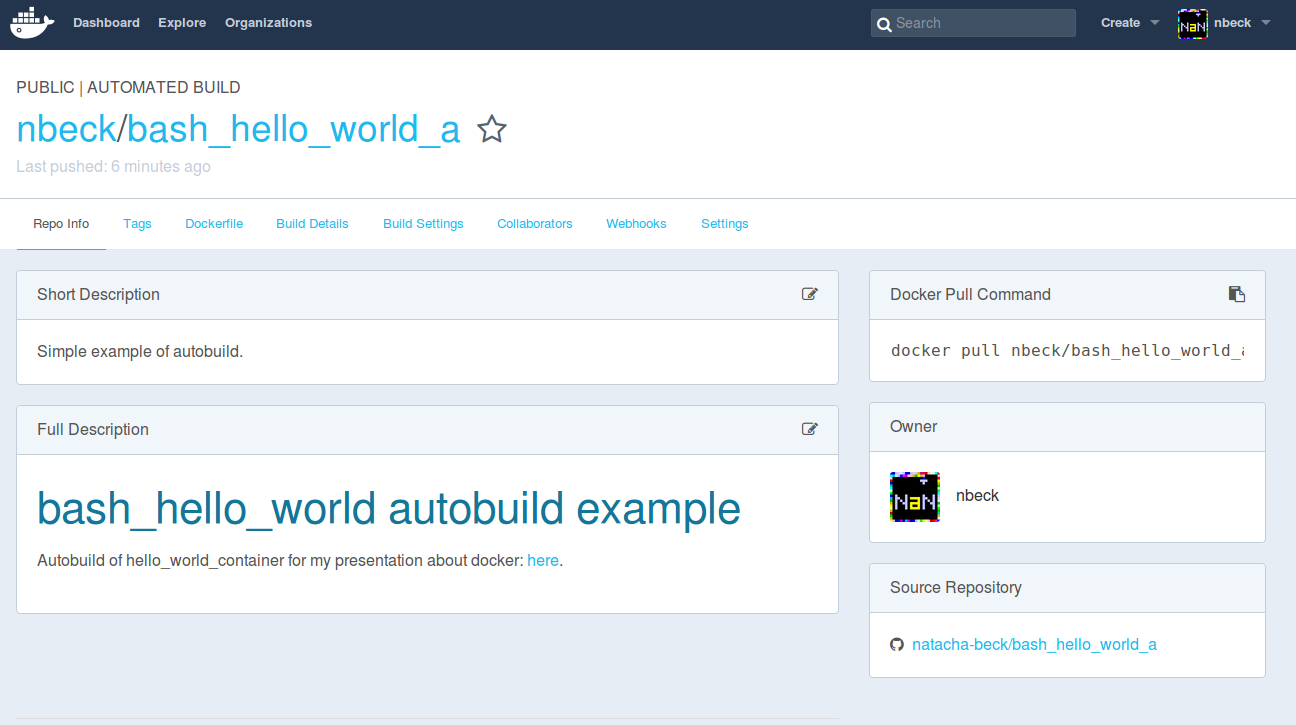 Dashboard Explore Organizations Search Create NaN nbeck
PUBLIC | AUTOMATED BUILD
nbeck/bash_hello_world_a
Last pushed: 6 minutes ago
Repo Info Tags Dockerfile Build Details Build Settings Collaborators Webhooks Settings
Short Description
Simple example of autobuild.
Full Description
bash_hello_world autobuild example
Autobuild of hello_world_container for my presentation about docker: here.
Docker Pull Command
docker pull nbeck/bash_hello_world_a
Owner
NaN nbeck
Source Repository
natacha-beck/bash_hello_world_a